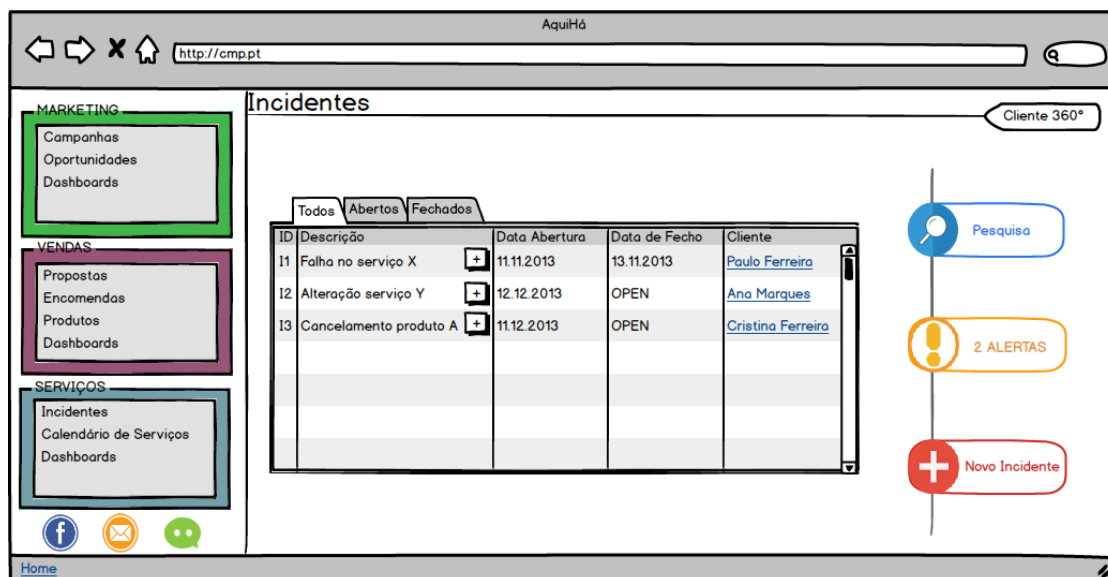 AquiHá
http://cmp.pt
MARKETING
Campanhas
Oportunidades
Dashboards
VENDAS
Propostas
Encomendas
Produtos
Dashboards
SERVIÇOS
Incidentes
Calendário de Serviços
Dashboards
Incidentes
Cliente 360°
Todos Abertos Fechados
ID Descrição Data Abertura Data de Fecho Cliente
I1 Falha no serviço X + 11.11.2013 13.11.2013 Paulo Ferreira
I2 Alteração serviço Y + 12.12.2013 OPEN Ana Marques
I3 Cancelamento produto A + 11.12.2013 OPEN Cristina Ferreira
Pesquisa
2 ALERTAS
Novo Incidente
Home